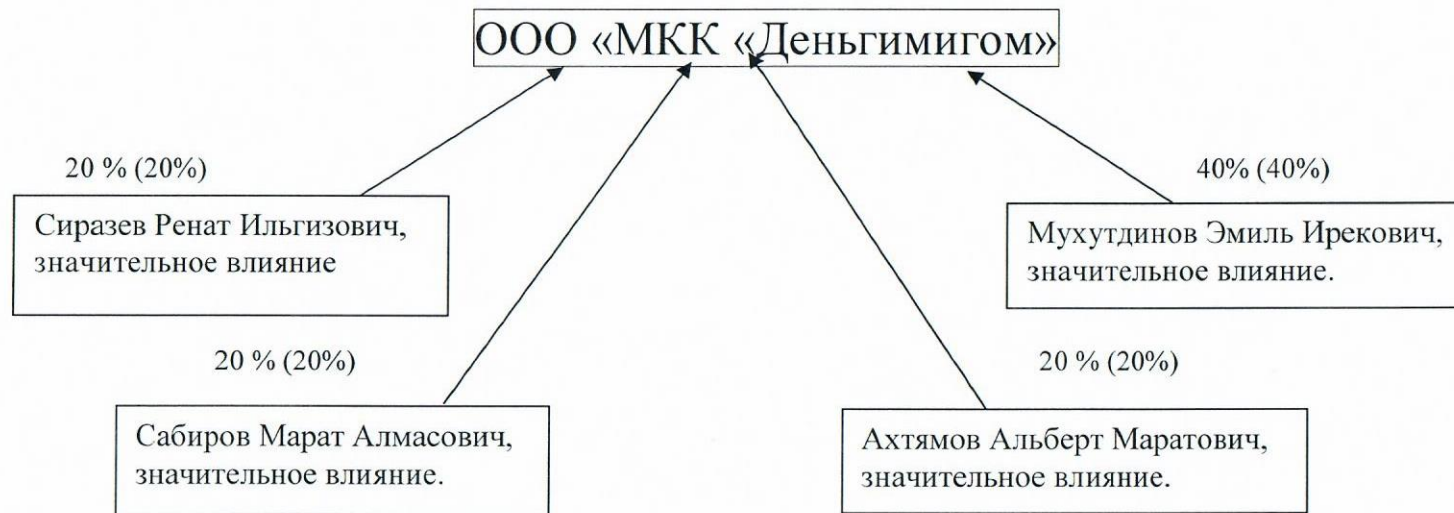 ООО «МКК «Деньгимигом»
20 % (20%)
40% (40%)
Сиразев Ренат Ильгизович,
значительное влияние
Мухутдинов Эмиль Ирекович,
значительное влияние.
20 % (20%)
20 % (20%)
Сабиров Марат Алмасович,
значительное влияние.
Ахтямов Альберт Маратович,
значительное влияние.